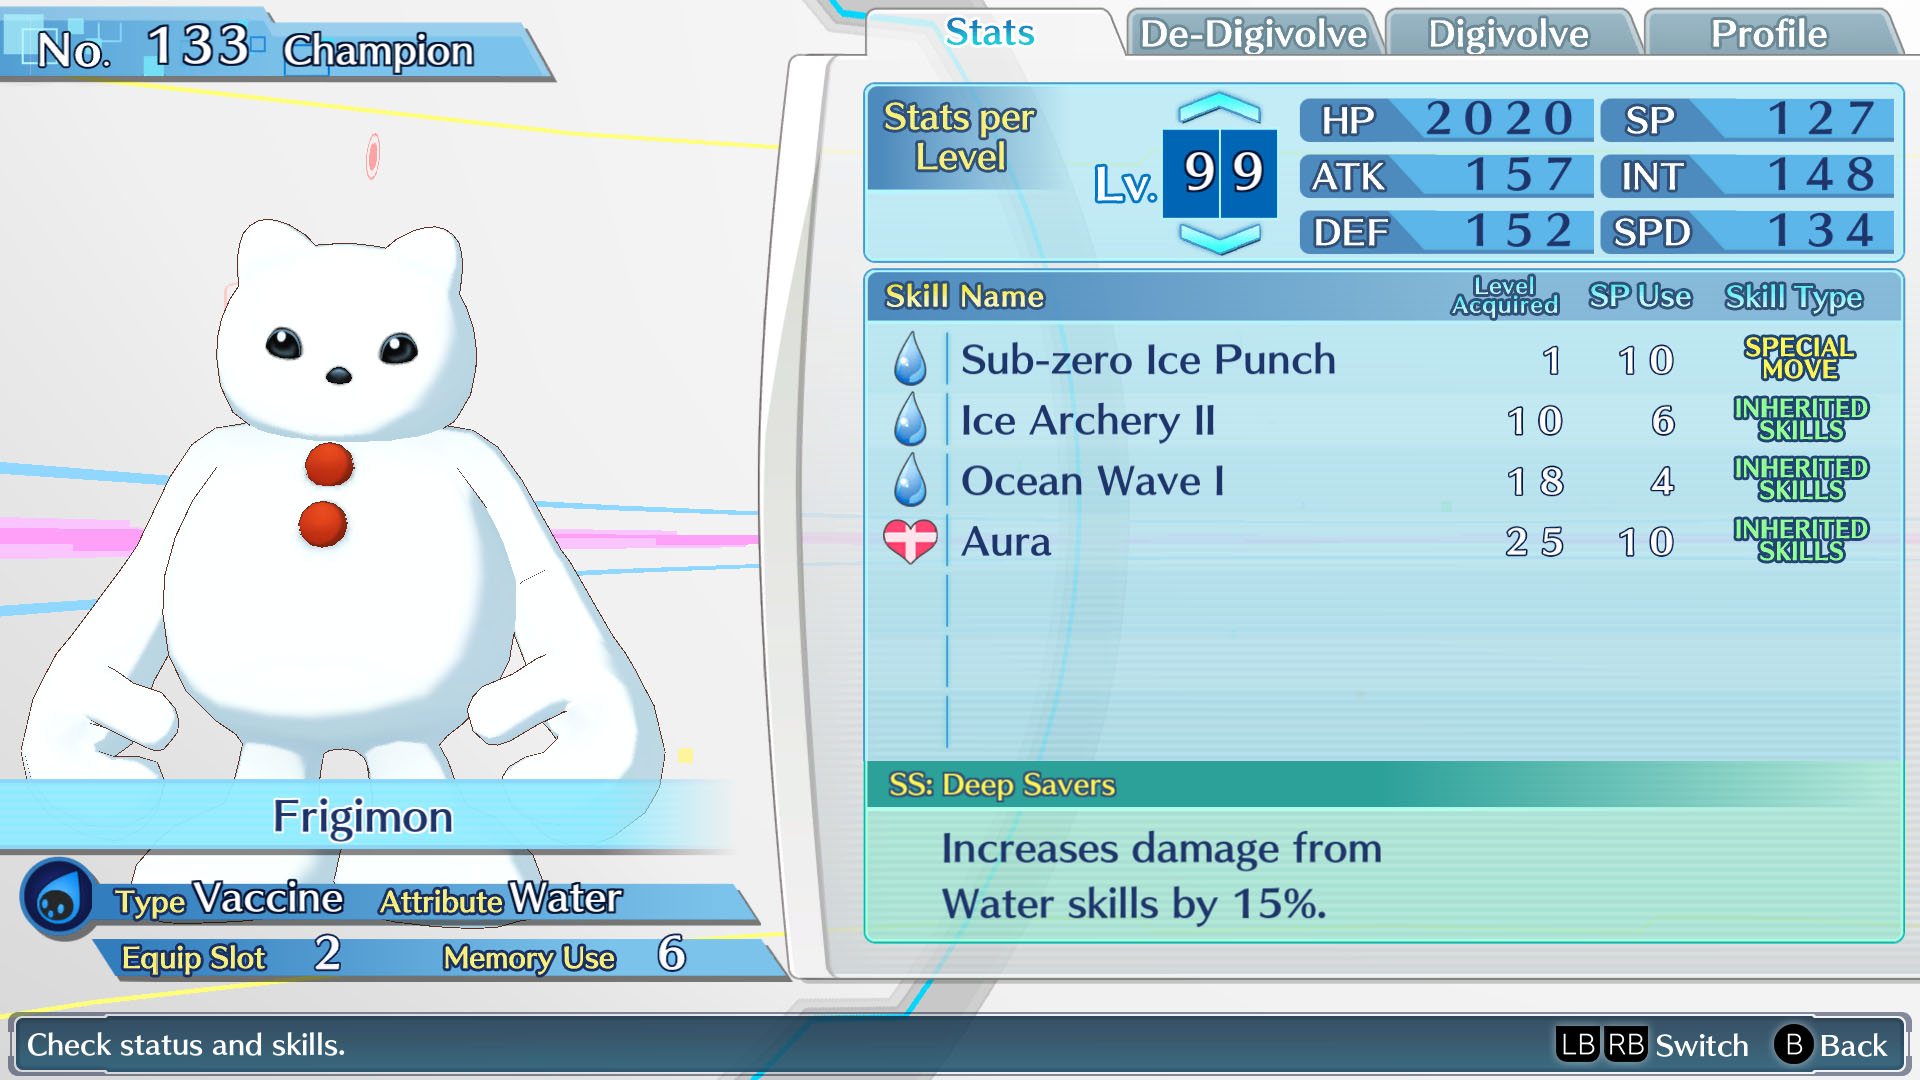 No. 133 Champion
Stats De-Digivolve Digivolve Profile
Stats per
Level
Lv. 99
HP 2020 SP 127
ATK 157 INT 148
DEF 152 SPD 134
Skill Name Level Acquired SP Use Skill Type
Sub-zero Ice Punch 1 10 SPECIAL MOVE
Ice Archery II 10 6 INHERITED SKILLS
Ocean Wave I 18 4 INHERITED SKILLS
Aura 25 10 INHERITED SKILLS
SS: Deep Savers
Increases damage from
Water skills by 15%.
Frigimon
Type Vaccine Attribute Water
Equip Slot 2 Memory Use 6
Check status and skills.
LB RB Switch B Back